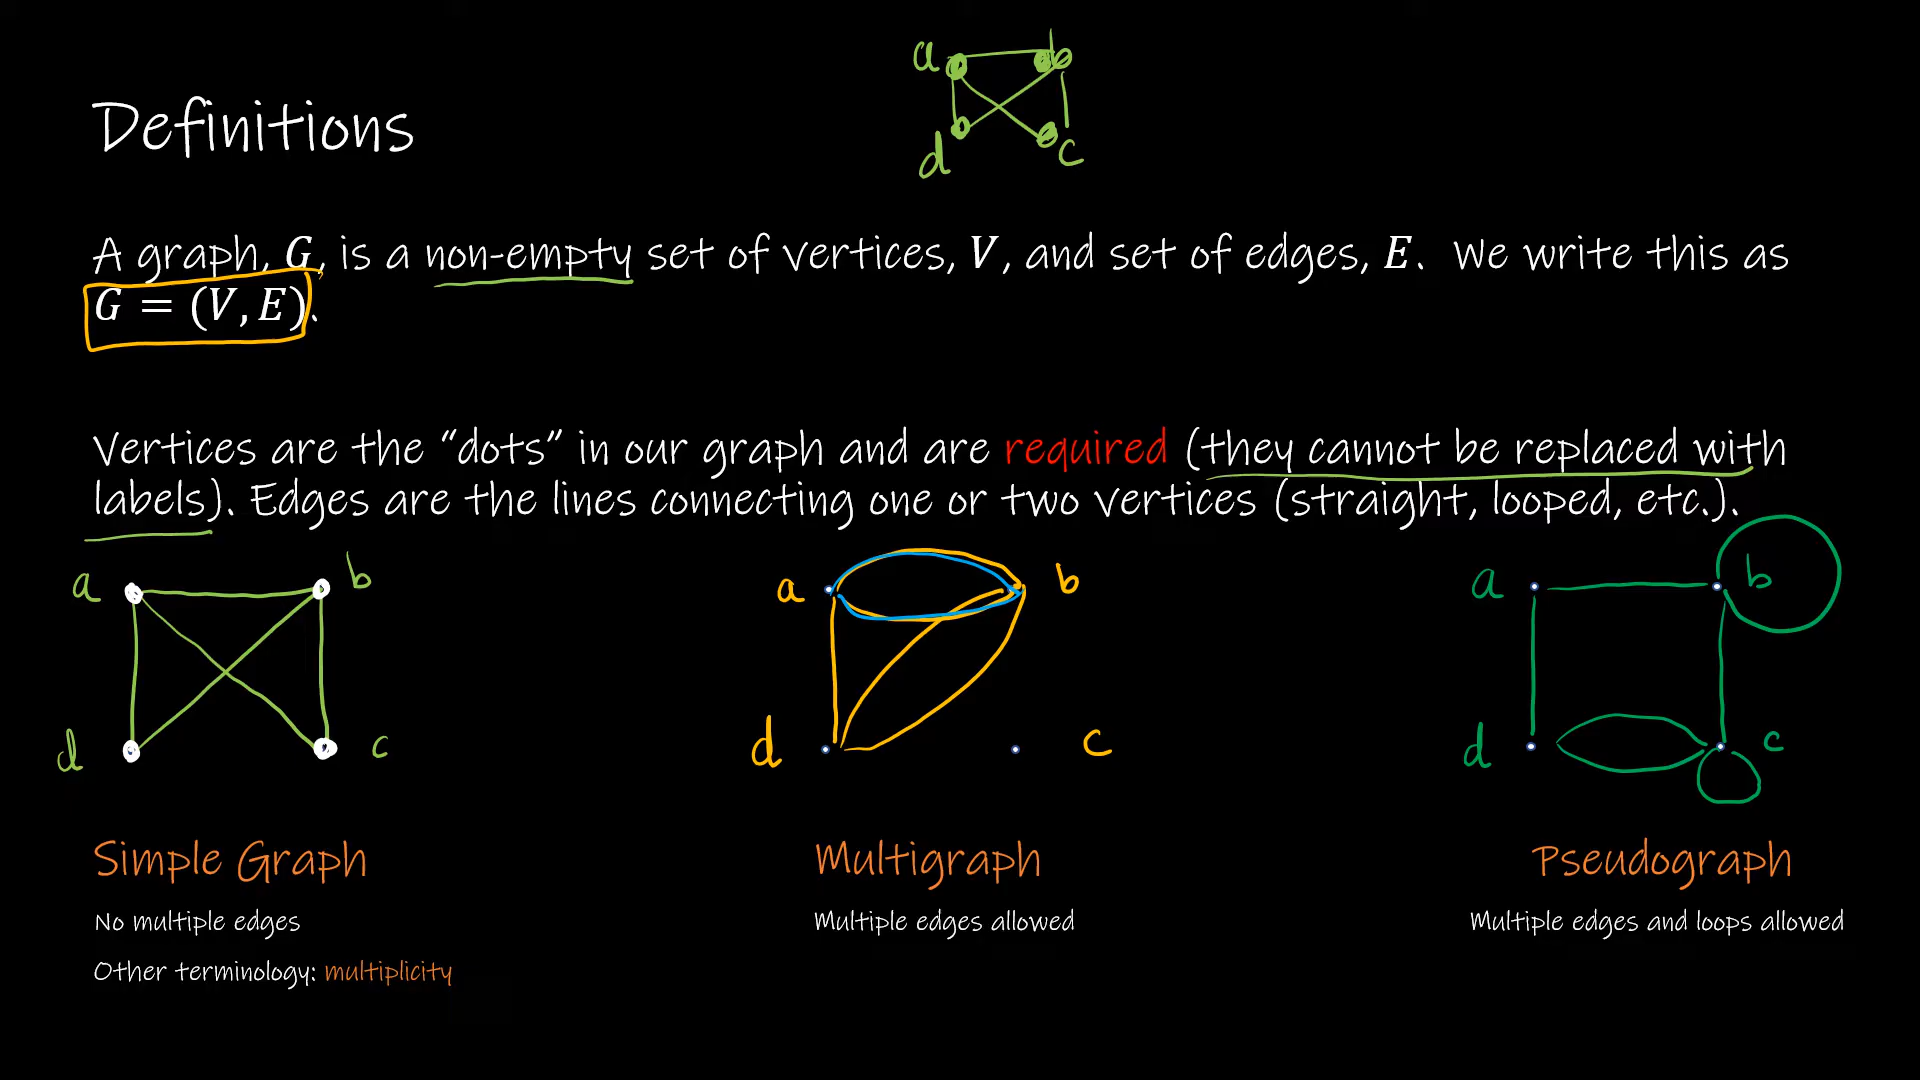 a b
d c
Definitions
A graph, G, is a non-empty set of vertices, V, and set of edges, E. We write this as
G = (V, E).
Vertices are the “dots” in our graph and are required (they cannot be replaced with
labels). Edges are the lines connecting one or two vertices (straight, looped, etc.).
a b a b a b
d c d c d c
Simple Graph Multigraph Pseudograph
No multiple edges Multiple edges allowed Multiple edges and loops allowed
Other terminology: multiplicity